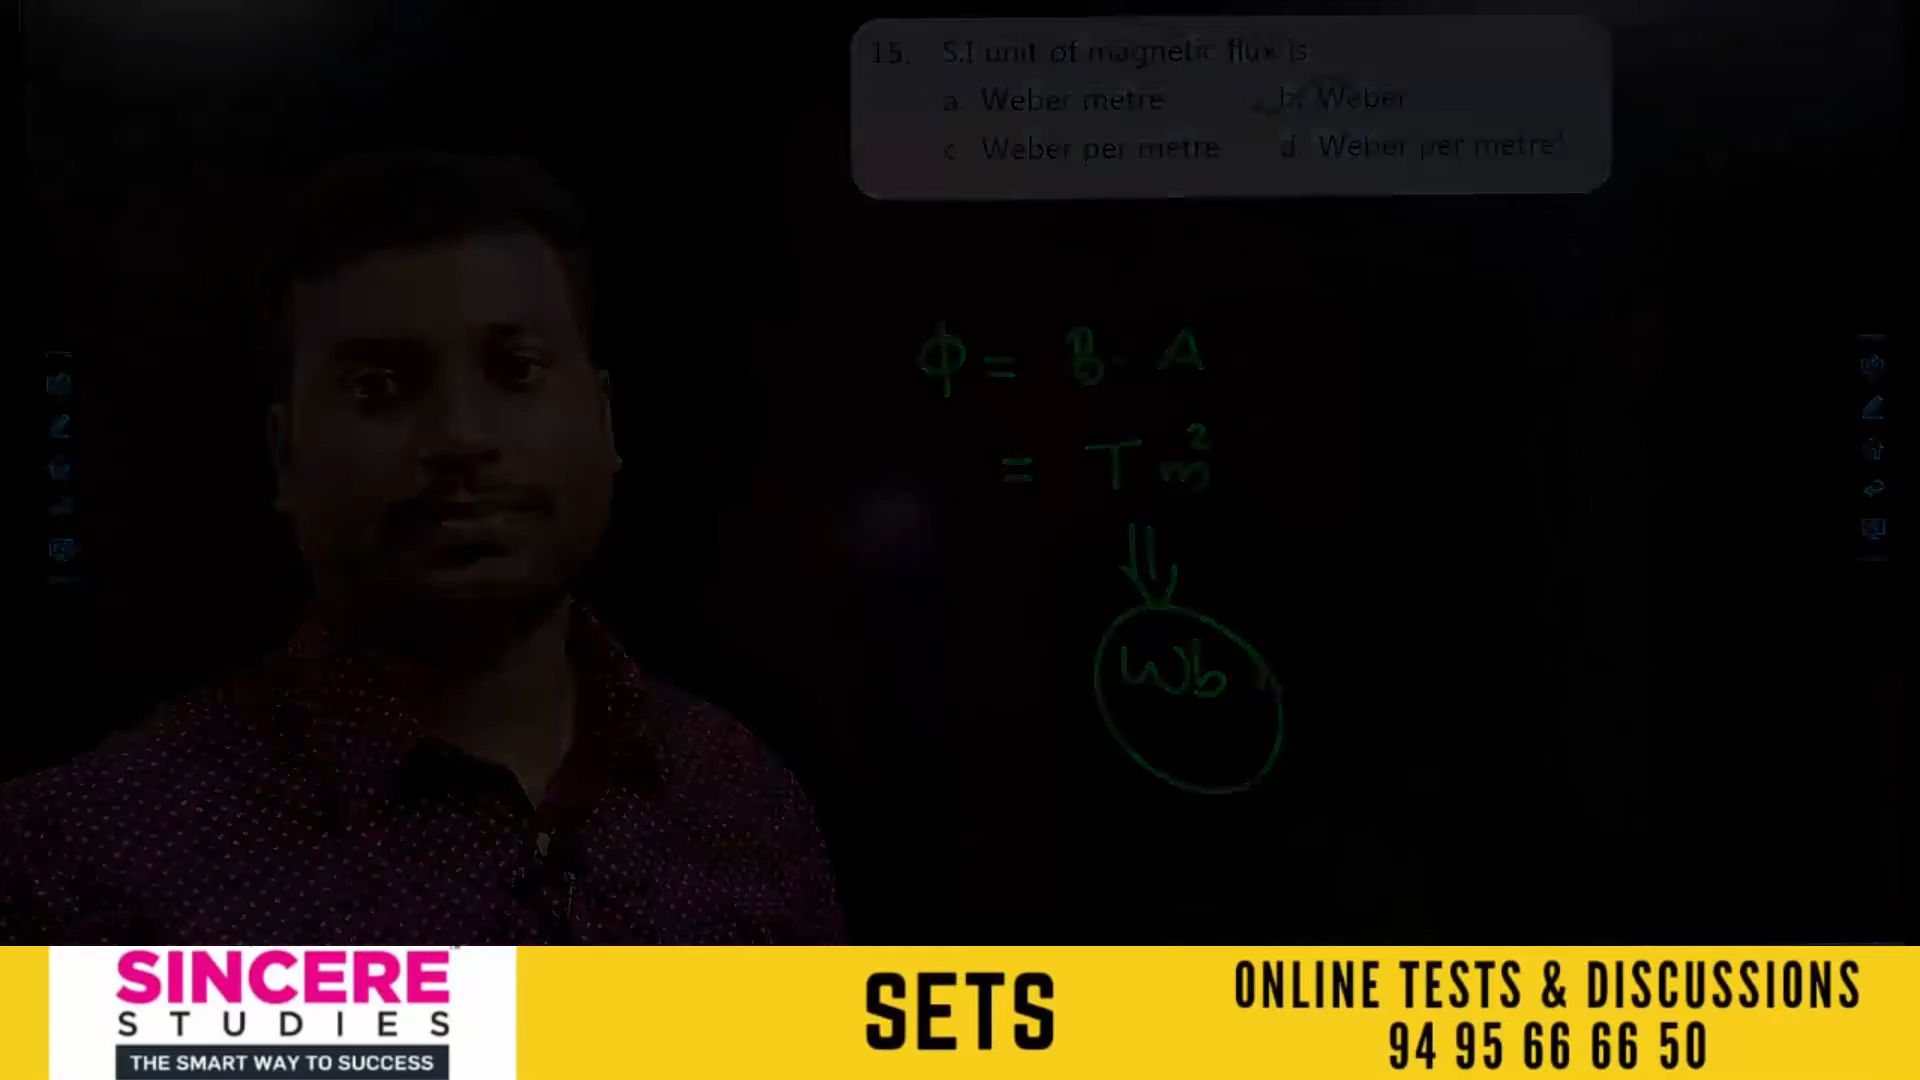 15. S.I unit of magnetic flux is
a. Weber metre b. Weber
c. Weber per metre d. Weber per metre²
ϕ = B · A
= T m²
Wb
SINCERE
STUDIES
THE SMART WAY TO SUCCESS
SETS
ONLINE TESTS & DISCUSSIONS
94 95 66 66 50